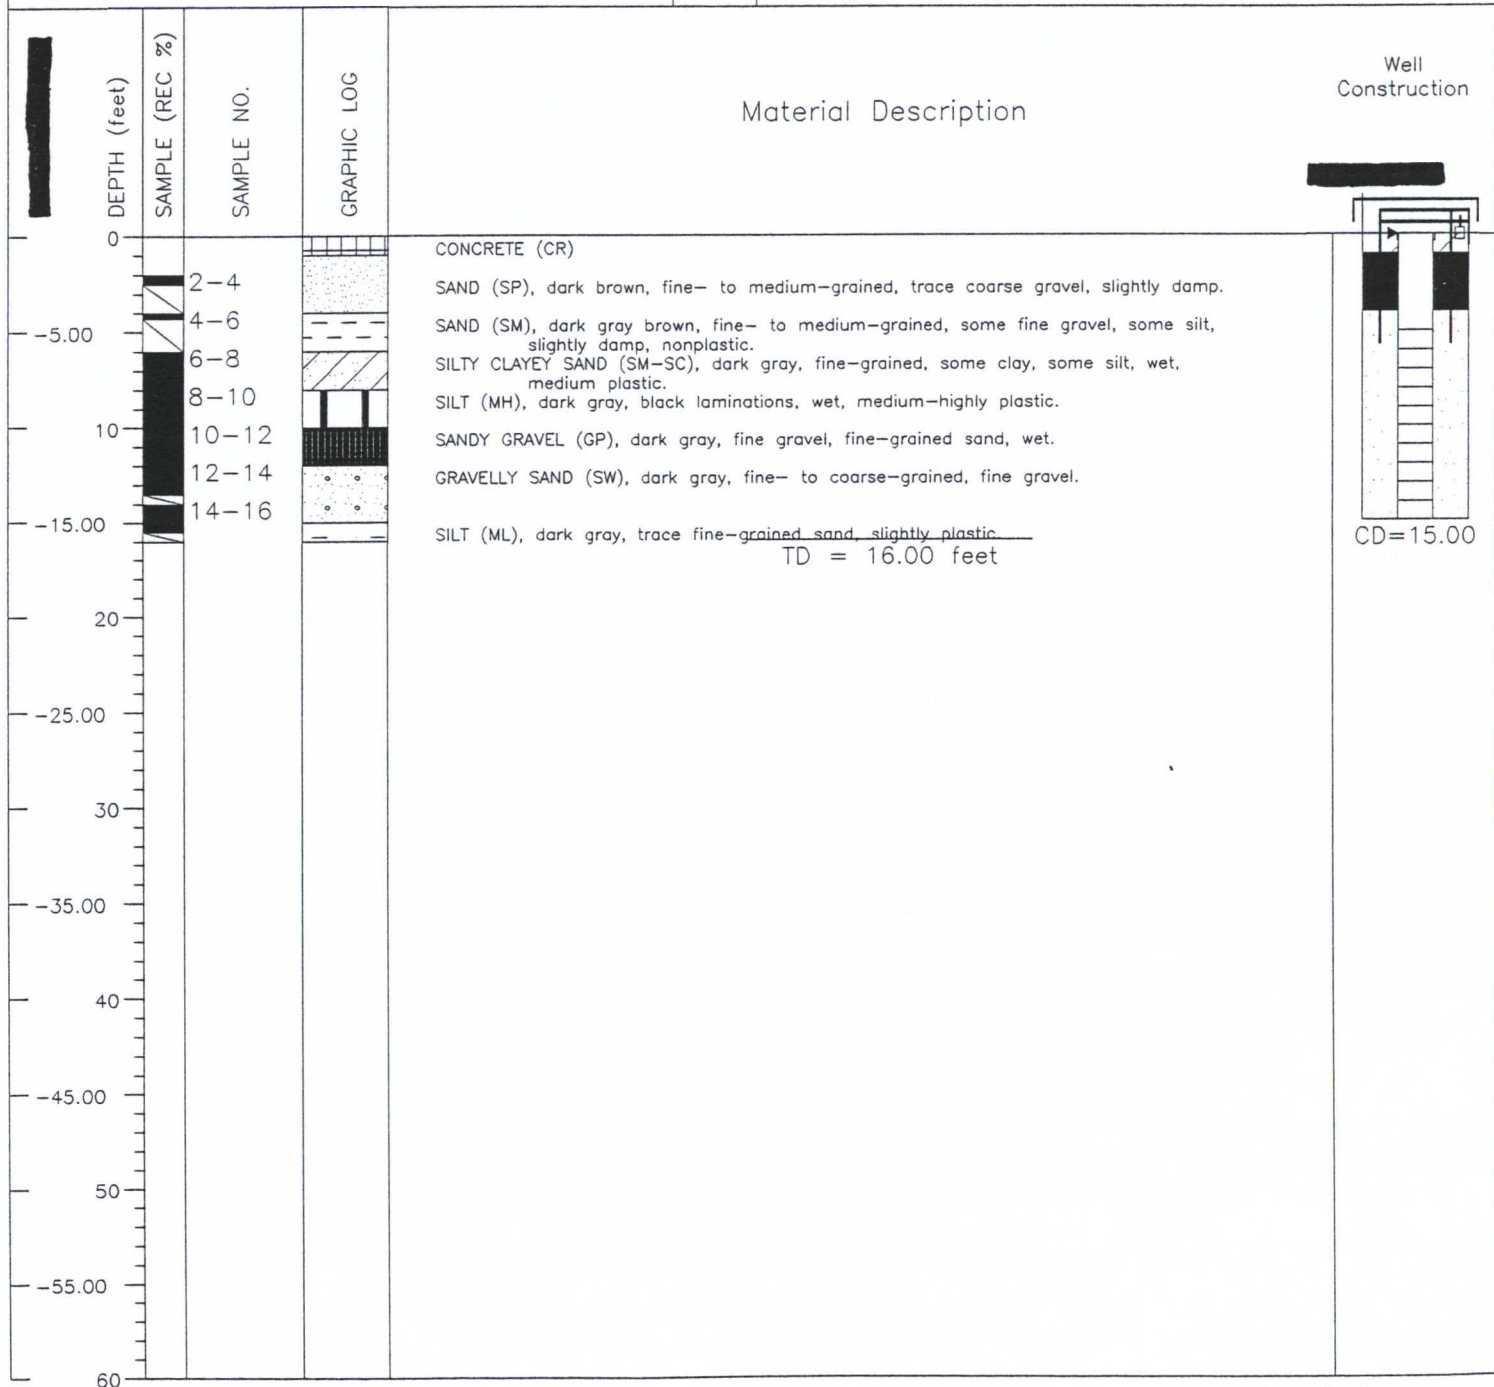 DEPTH (feet)
SAMPLE (REC %)
SAMPLE NO.
GRAPHIC LOG
Material Description
Well
Construction
0
CONCRETE (CR)
2-4
SAND (SP), dark brown, fine- to medium-grained, trace coarse gravel, slightly damp.
4-6
-5.00
SAND (SM), dark gray brown, fine- to medium-grained, some fine gravel, some silt,
slightly damp, nonplastic.
6-8
SILTY CLAYEY SAND (SM-SC), dark gray, fine-grained, some clay, some silt, wet,
medium plastic.
8-10
SILT (MH), dark gray, black laminations, wet, medium-highly plastic.
10
10-12
SANDY GRAVEL (GP), dark gray, fine gravel, fine-grained sand, wet.
12-14
GRAVELLY SAND (SW), dark gray, fine- to coarse-grained, fine gravel.
14-16
-15.00
SILT (ML), dark gray, trace fine-grained sand, slightly plastic.
CD=15.00
TD = 16.00 feet
20
-25.00
30
-35.00
40
-45.00
50
-55.00
60